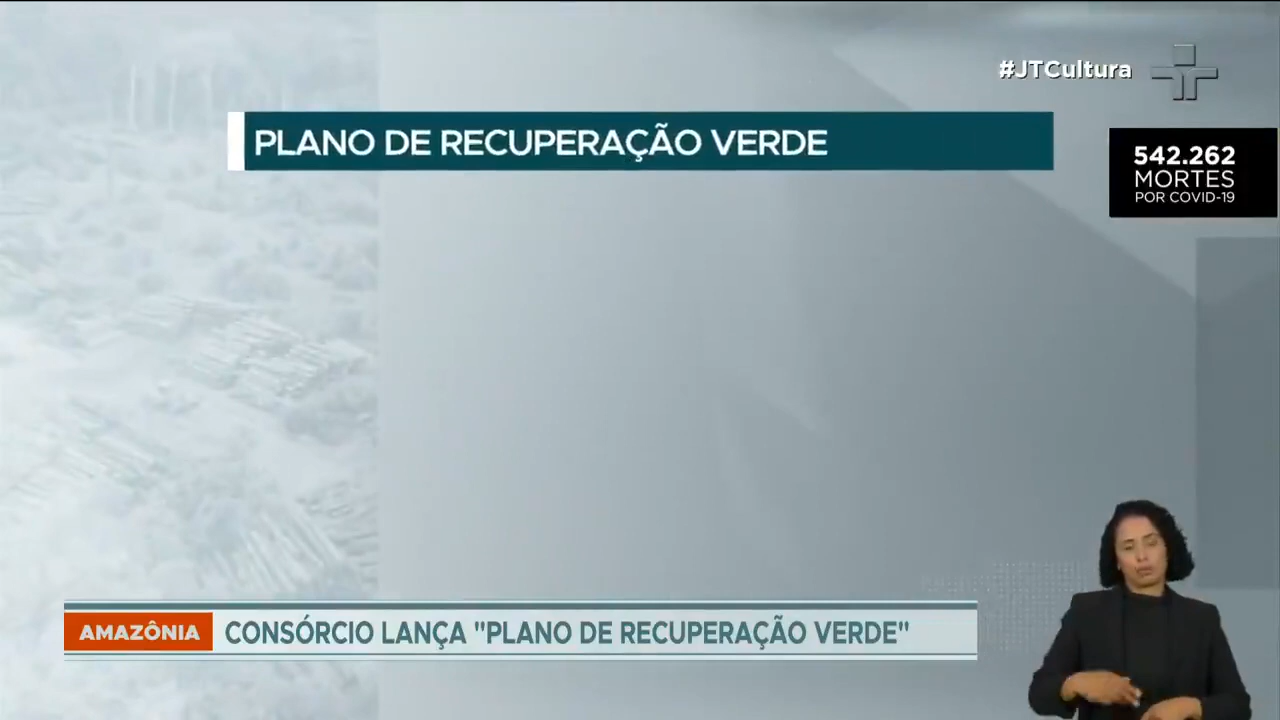 #JTCultura
PLANO DE RECUPERAÇÃO VERDE
542.262
MORTES
POR COVID-19
AMAZÔNIA
CONSÓRCIO LANÇA "PLANO DE RECUPERAÇÃO VERDE"